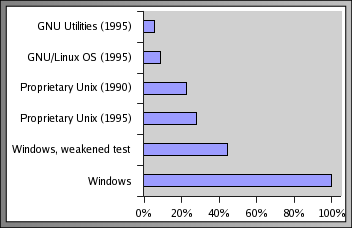 GNU Utilities (1995)
GNU/Linux OS (1995)
Proprietary Unix (1990)
Proprietary Unix (1995)
Windows, weakened test
Windows
0% 20% 40% 60% 80% 100%